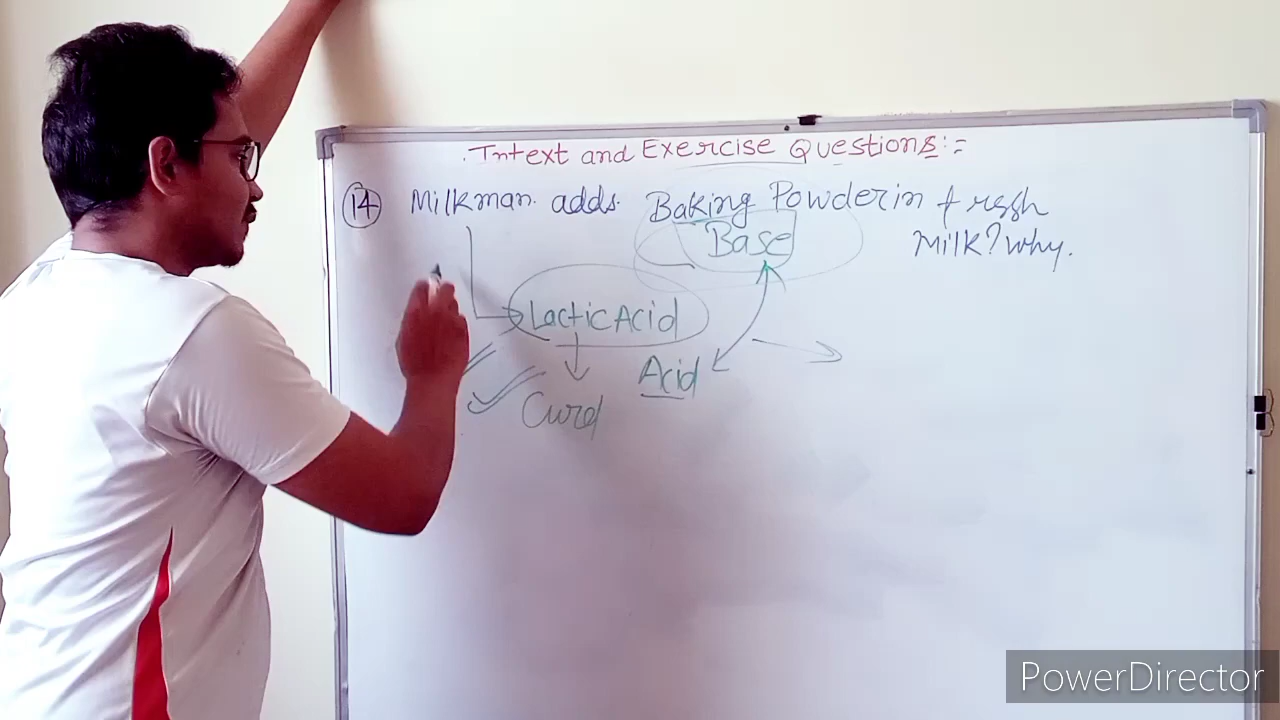 Intext and Exercise Questions:-
14 Milkman adds Baking Powder in fresh
Milk? Why.
Base
Lactic Acid
Acid
Curd
PowerDirector